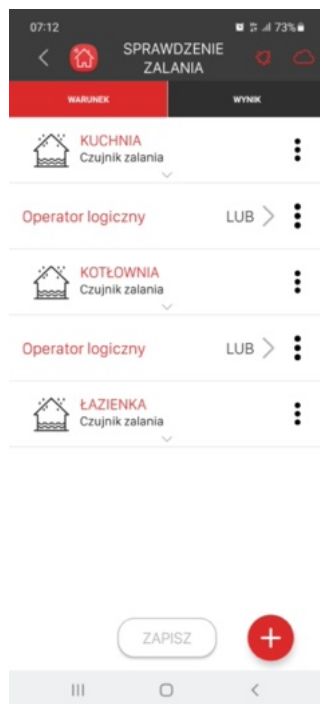 07:12
73%
SPRAWDZENIE
ZALANIA
WARUNEK
WYNIK
KUCHNIA
Czujnik zalania
Operator logiczny
LUB
KOTŁOWNIA
Czujnik zalania
Operator logiczny
LUB
ŁAZIENKA
Czujnik zalania
ZAPISZ